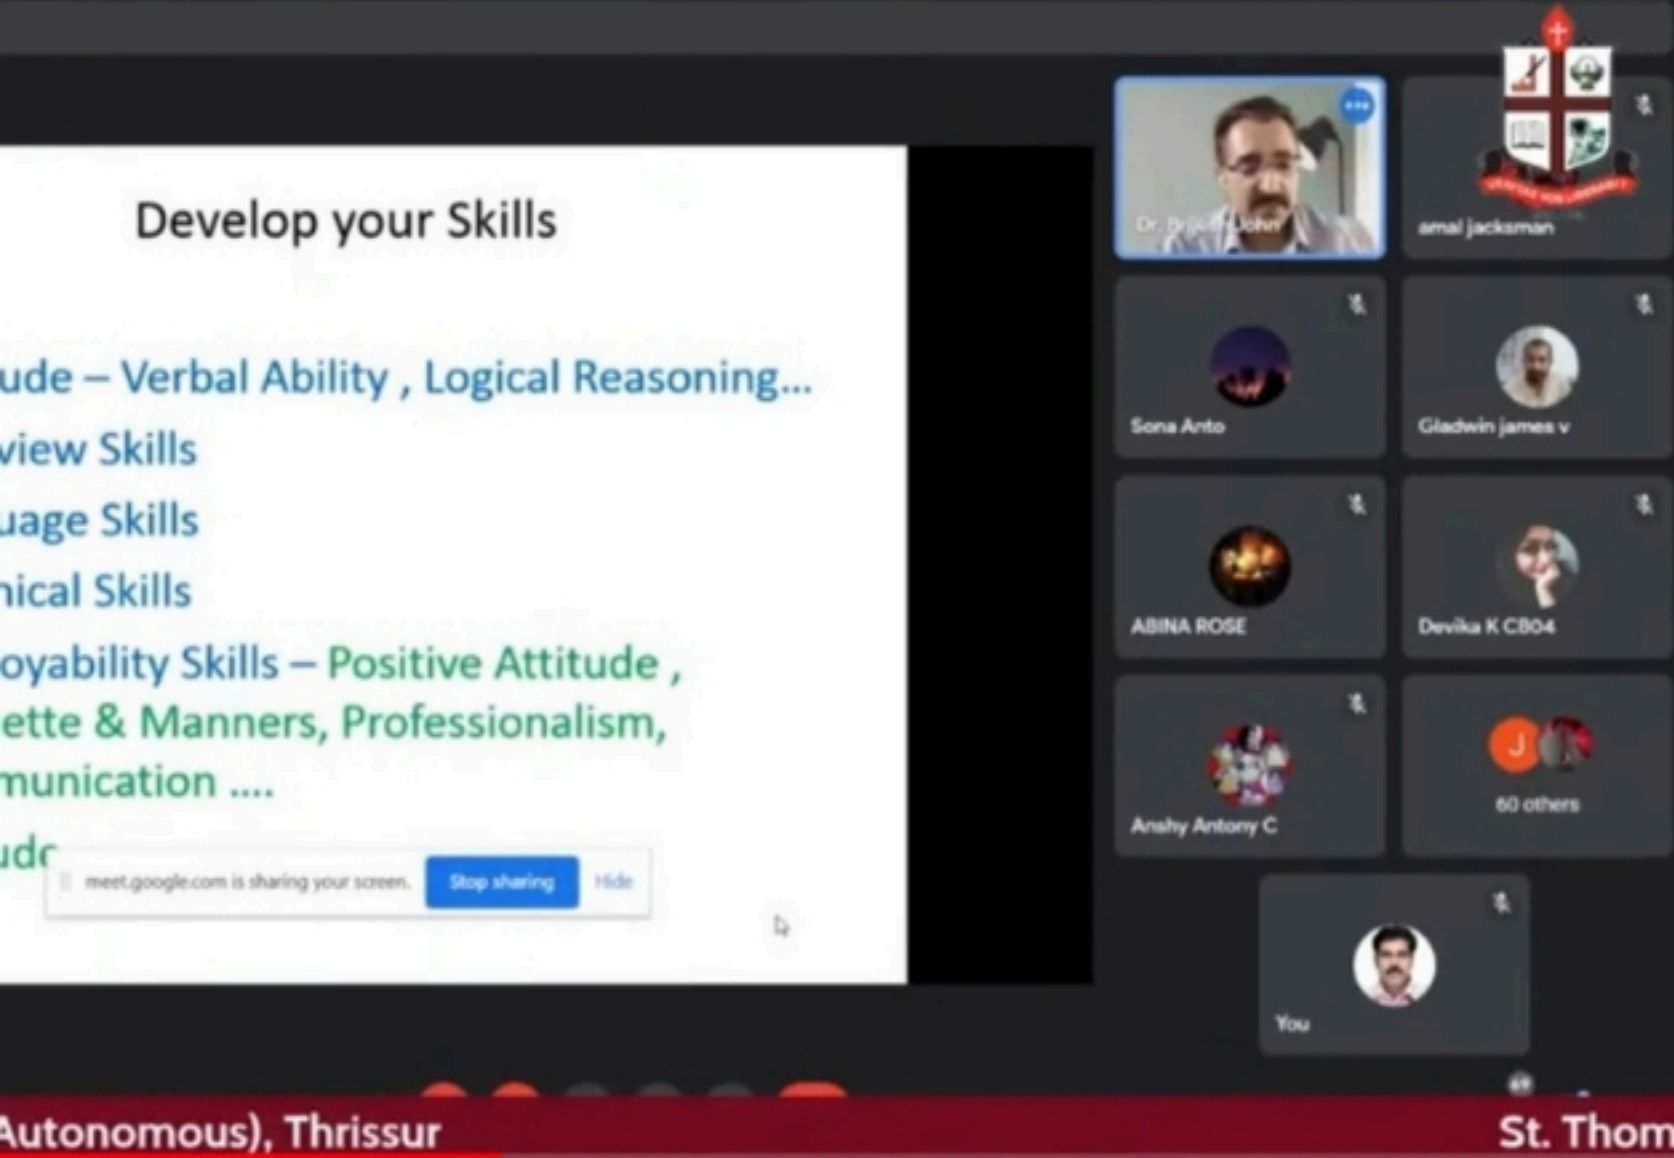 Develop your Skills
ude – Verbal Ability , Logical Reasoning...
view Skills
uage Skills
nical Skills
oyability Skills – Positive Attitude ,
ette & Manners, Professionalism,
munication ....
ude
meet.google.com is sharing your screen.
Stop sharing
Hide
amal jacksman
Sona Anto
Gladwin james v
ABINA ROSE
Devika K CB04
Anshy Antony C
J
60 others
You
69
Autonomous), Thrissur
St. Thom